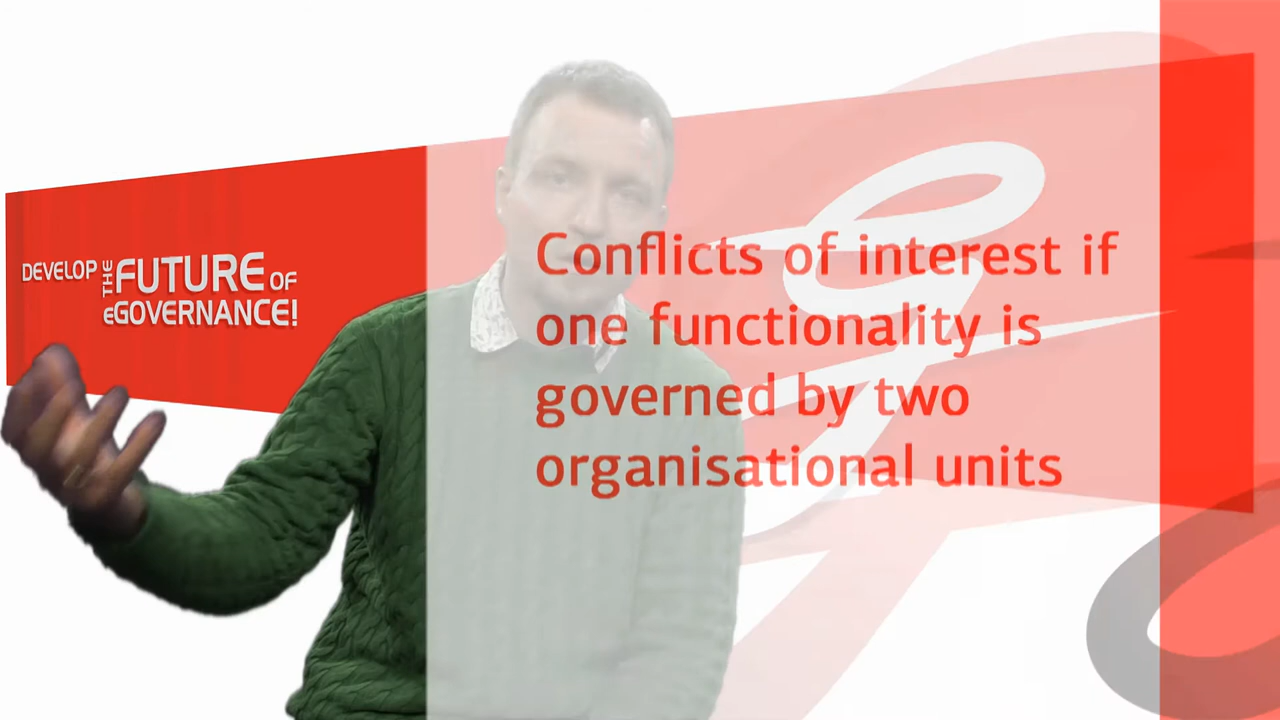 DEVELOP THE FUTURE OF
eGOVERNANCE!
Conflicts of interest if
one functionality is
governed by two
organisational units